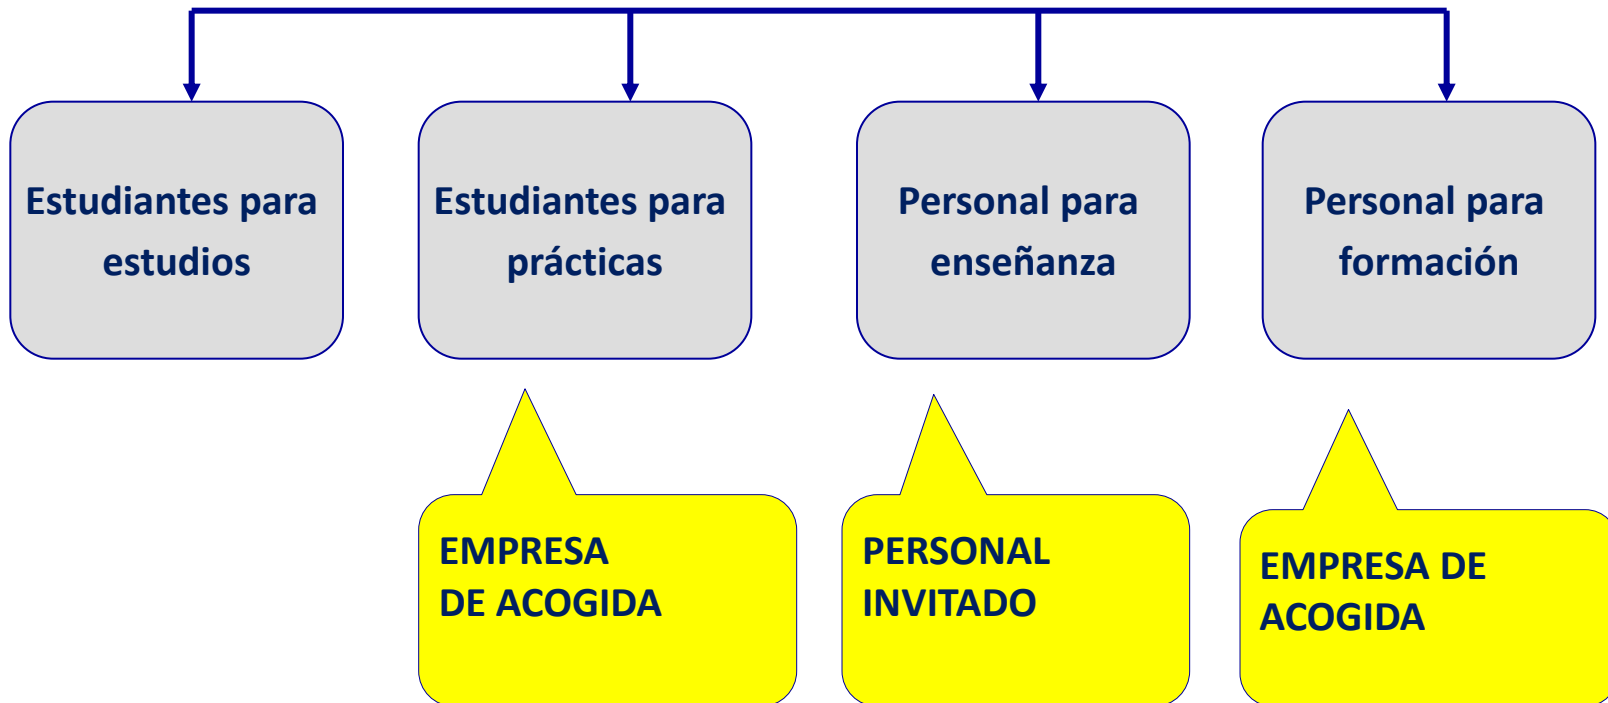 Estudiantes para
estudios
Estudiantes para
prácticas
Personal para
enseñanza
Personal para
formación
EMPRESA
DE ACOGIDA
PERSONAL
INVITADO
EMPRESA DE
ACOGIDA